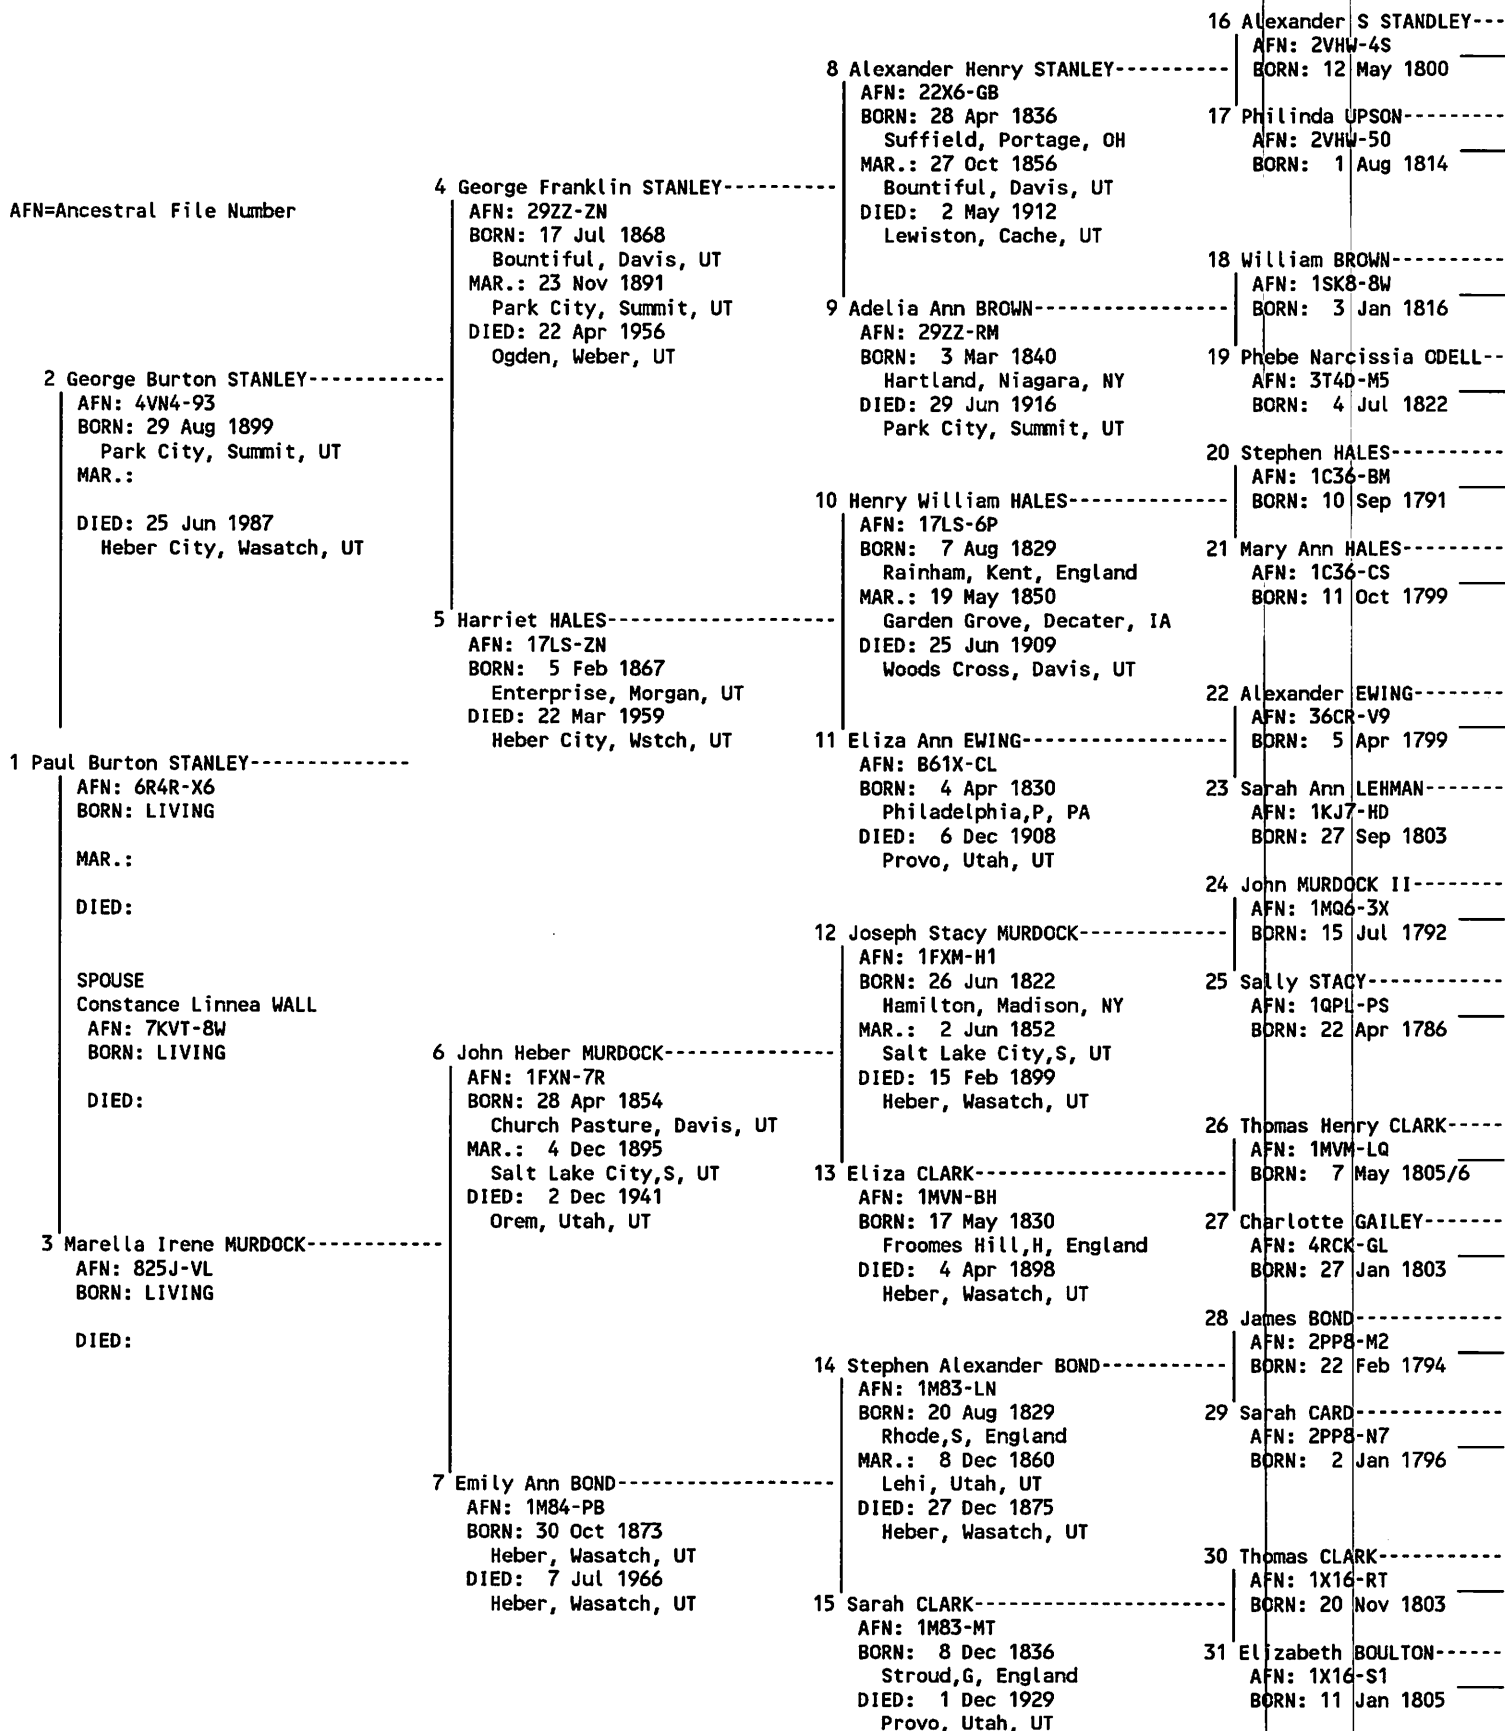 AFN=Ancestral File Number
1 Paul Burton STANLEY-------------
AFN: 6R4R-X6
BORN: LIVING
MAR.:
DIED:
SPOUSE
Constance Linnea WALL
AFN: 7KVT-8W
BORN: LIVING
DIED:
2 George Burton STANLEY-----------
AFN: 4VN4-93
BORN: 29 Aug 1899
Park City, Summit, UT
MAR.:
DIED: 25 Jun 1987
Heber City, Wasatch, UT
3 Marella Irene MURDOCK-----------
AFN: 825J-VL
BORN: LIVING
DIED:
4 George Franklin STANLEY---------
AFN: 29ZZ-ZN
BORN: 17 Jul 1868
Bountiful, Davis, UT
MAR.: 23 Nov 1891
Park City, Summit, UT
DIED: 22 Apr 1956
Ogden, Weber, UT
5 Harriet HALES-------------------
AFN: 17LS-ZN
BORN: 5 Feb 1867
Enterprise, Morgan, UT
DIED: 22 Mar 1959
Heber City, Wstch, UT
6 John Heber MURDOCK--------------
AFN: 1FXN-7R
BORN: 28 Apr 1854
Church Pasture, Davis, UT
MAR.: 4 Dec 1895
Salt Lake City,S, UT
DIED: 2 Dec 1941
Orem, Utah, UT
7 Emily Ann BOND------------------
AFN: 1M84-PB
BORN: 30 Oct 1873
Heber, Wasatch, UT
DIED: 7 Jul 1966
Heber, Wasatch, UT
8 Alexander Henry STANLEY---------
AFN: 22X6-GB
BORN: 28 Apr 1836
Suffield, Portage, OH
MAR.: 27 Oct 1856
Bountiful, Davis, UT
DIED: 2 May 1912
Lewiston, Cache, UT
9 Adelia Ann BROWN----------------
AFN: 29ZZ-RM
BORN: 3 Mar 1840
Hartland, Niagara, NY
DIED: 29 Jun 1916
Park City, Summit, UT
10 Henry William HALES-------------
AFN: 17LS-6P
BORN: 7 Aug 1829
Rainham, Kent, England
MAR.: 19 May 1850
Garden Grove, Decater, IA
DIED: 25 Jun 1909
Woods Cross, Davis, UT
11 Eliza Ann EWING-----------------
AFN: B61X-CL
BORN: 4 Apr 1830
Philadelphia,P, PA
DIED: 6 Dec 1908
Provo, Utah, UT
12 Joseph Stacy MURDOCK------------
AFN: 1FXM-H1
BORN: 26 Jun 1822
Hamilton, Madison, NY
MAR.: 2 Jun 1852
Salt Lake City,S, UT
DIED: 15 Feb 1899
Heber, Wasatch, UT
13 Eliza CLARK---------------------
AFN: 1MVN-BH
BORN: 17 May 1830
Froomes Hill,H, England
DIED: 4 Apr 1898
Heber, Wasatch, UT
14 Stephen Alexander BOND----------
AFN: 1M83-LN
BORN: 20 Aug 1829
Rhode,S, England
MAR.: 8 Dec 1860
Lehi, Utah, UT
DIED: 27 Dec 1875
Heber, Wasatch, UT
15 Sarah CLARK---------------------
AFN: 1M83-MT
BORN: 8 Dec 1836
Stroud,G, England
DIED: 1 Dec 1929
Provo, Utah, UT
16 Alexander S STANDLEY---
AFN: 2VHW-4S
BORN: 12 May 1800
17 Philinda UPSON---------
AFN: 2VHW-50
BORN: 1 Aug 1814
18 William BROWN----------
AFN: 1SK8-8W
BORN: 3 Jan 1816
19 Phebe Narcissia ODELL--
AFN: 3T4D-M5
BORN: 4 Jul 1822
20 Stephen HALES----------
AFN: 1C36-BM
BORN: 10 Sep 1791
21 Mary Ann HALES---------
AFN: 1C36-CS
BORN: 11 Oct 1799
22 Alexander EWING--------
AFN: 36CR-V9
BORN: 5 Apr 1799
23 Sarah Ann LEHMAN-------
AFN: 1KJ7-HD
BORN: 27 Sep 1803
24 John MURDOCK II--------
AFN: 1MQ6-3X
BORN: 15 Jul 1792
25 Sally STACY------------
AFN: 1QPL-PS
BORN: 22 Apr 1786
26 Thomas Henry CLARK-----
AFN: 1MVM-LQ
BORN: 7 May 1805/6
27 Charlotte GAILEY-------
AFN: 4RCK-GL
BORN: 27 Jan 1803
28 James BOND-------------
AFN: 2PP8-M2
BORN: 22 Feb 1794
29 Sarah CARD-------------
AFN: 2PP8-N7
BORN: 2 Jan 1796
30 Thomas CLARK-----------
AFN: 1X16-RT
BORN: 20 Nov 1803
31 Elizabeth BOULTON------
AFN: 1X16-S1
BORN: 11 Jan 1805